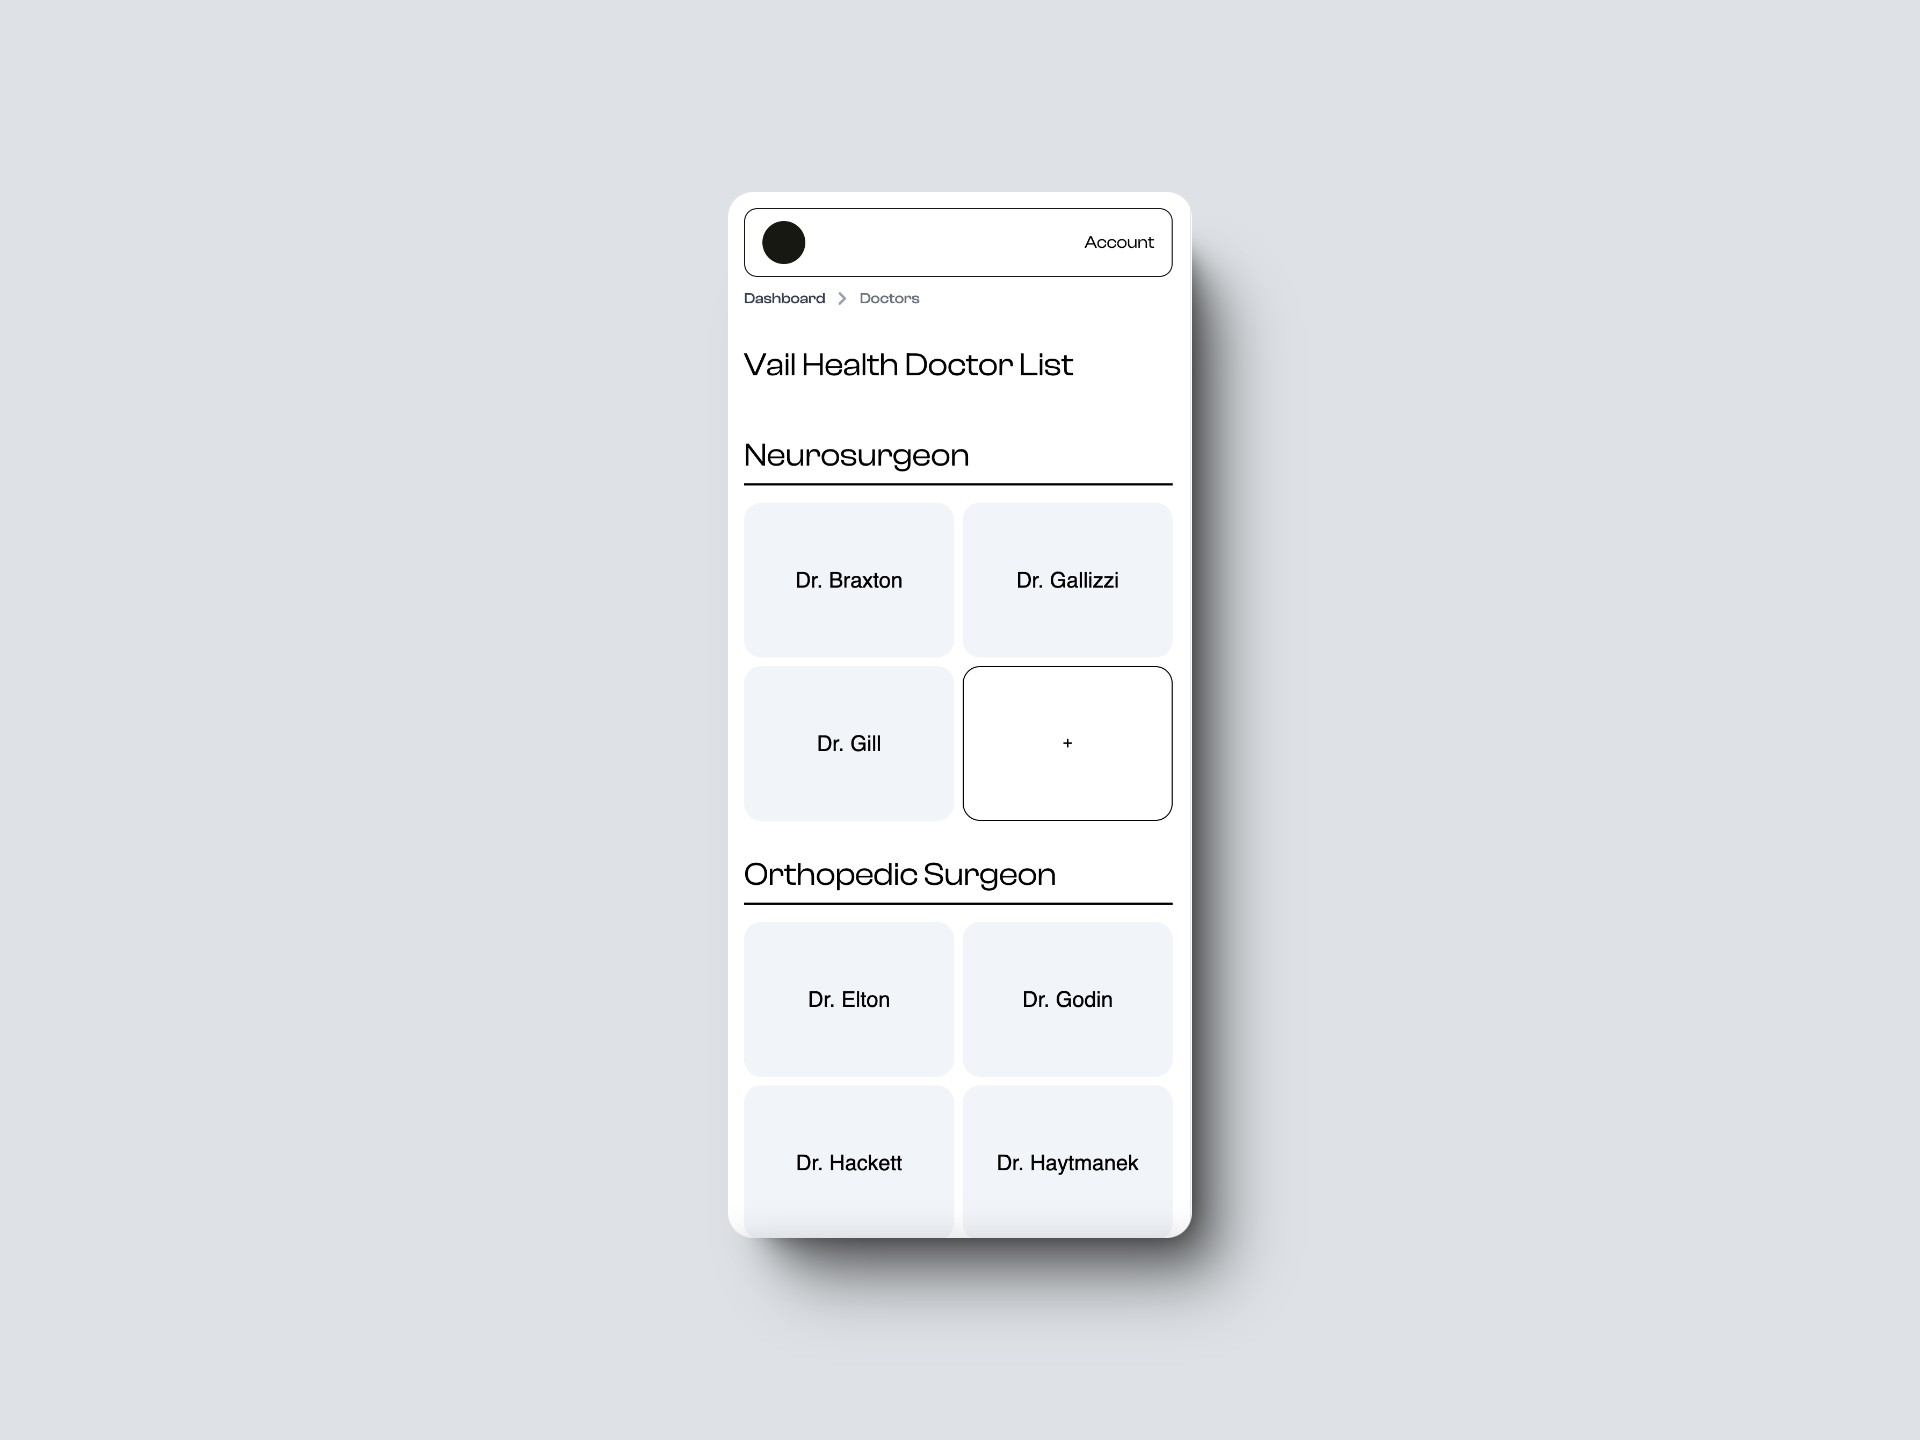 Account
Dashboard > Doctors
Vail Health Doctor List
Neurosurgeon
Dr. Braxton
Dr. Gallizzi
Dr. Gill
+
Orthopedic Surgeon
Dr. Elton
Dr. Godin
Dr. Hackett
Dr. Haytmanek